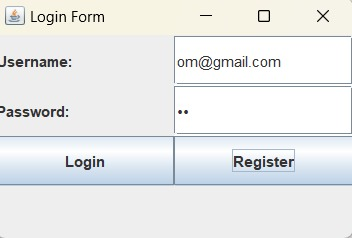 Login Form
Username: om@gmail.com
Password: ••
Login Register